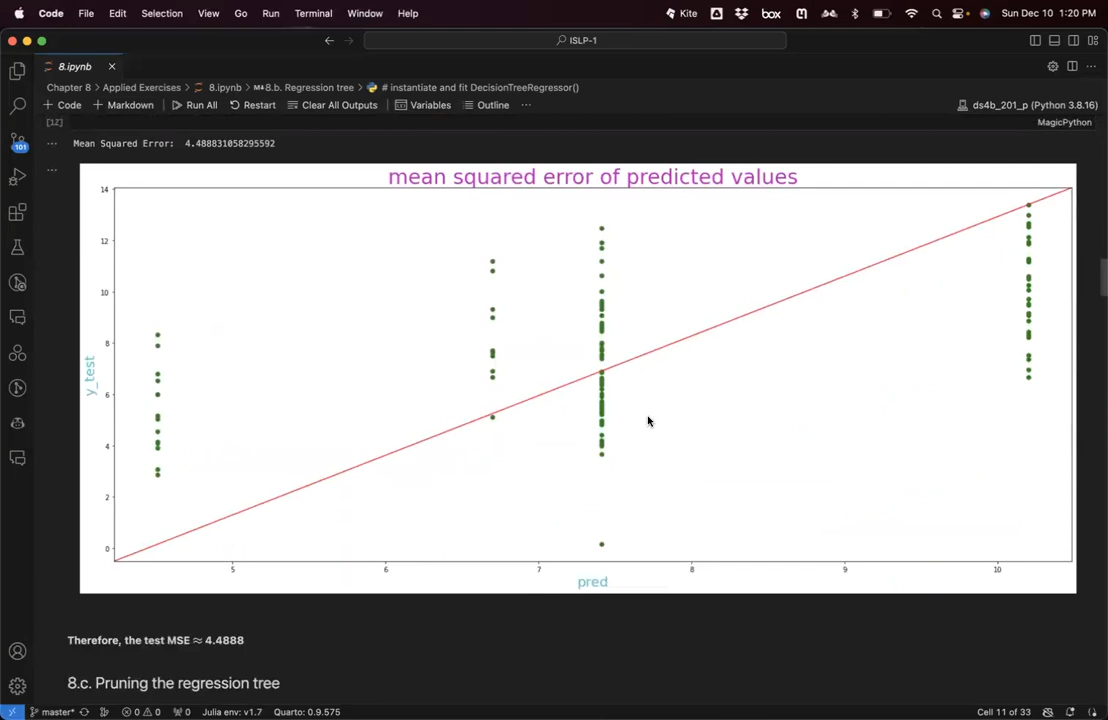 Code File Edit Selection View Go Run Terminal Window Help Kite box Sun Dec 10 1:20 PM
ISLP-1
8.ipynb
Chapter 8 > Applied Exercises > 8.ipynb > M↓8.b. Regression tree > # instantiate and fit DecisionTreeRegressor()
+ Code + Markdown Run All Restart Clear All Outputs Variables Outline ... ds4b_201_p (Python 3.8.16)
[12] MagicPython
101
... Mean Squared Error: 4.488831058295592
...
mean squared error of predicted values
14
12
10
8
6
4
2
0
y_test
5 6 7 8 9 10
pred
Therefore, the test MSE ≈ 4.4888
8.c. Pruning the regression tree
master* 0 0 0 Julia env: v1.7 Quarto: 0.9.575 Cell 11 of 33